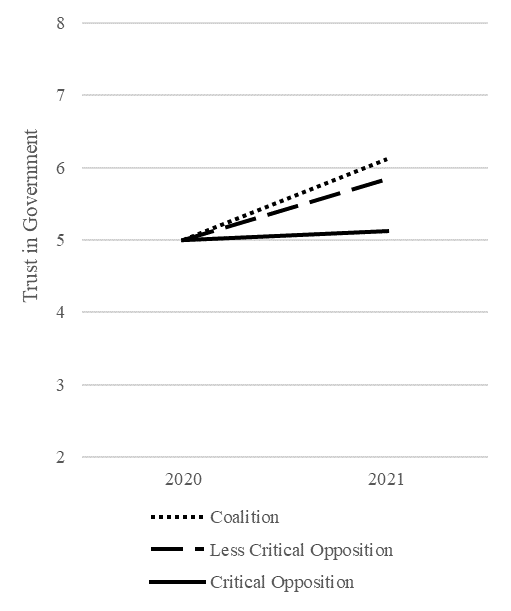 8
7
6
5
4
3
2
Trust in Government
2020 2021
Coalition
Less Critical Opposition
Critical Opposition